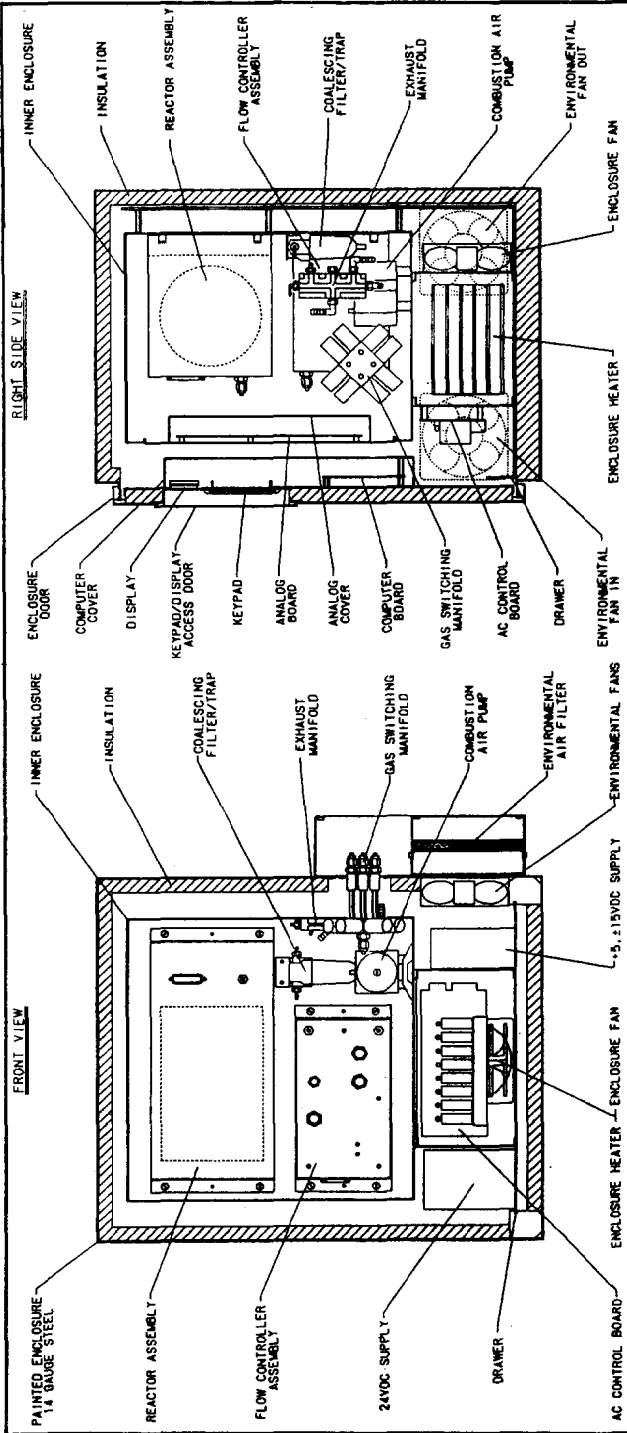 FRONT VIEW
PAINTED ENCLOSURE
14 GAUGE STEEL
REACTOR ASSEMBLY
FLOW CONTROLLER
ASSEMBLY
24VDC SUPPLY
DRAWER
AC CONTROL BOARD
ENCLOSURE HEATER
ENCLOSURE FAN
+5,±15VDC SUPPLY
ENVIRONMENTAL FANS
INNER ENCLOSURE
INSULATION
COALESCING
FILTER/TRAP
EXHAUST
MANIFOLD
GAS SWITCHING
MANIFOLD
COMBUSTION
AIR PUMP
ENVIRONMENTAL
AIR FILTER
RIGHT SIDE VIEW
ENCLOSURE
DOOR
COMPUTER
COVER
DISPLAY
KEYPAD/DISPLAY
ACCESS DOOR
KEYPAD
ANALOG
BOARD
ANALOG
COVER
COMPUTER
BOARD
GAS SWITCHING
MANIFOLD
AC CONTROL
BOARD
DRAWER
ENVIRONMENTAL
FAN IN
ENCLOSURE HEATER
ENCLOSURE FAN
INNER ENCLOSURE
INSULATION
REACTOR ASSEMBLY
FLOW CONTROLLER
ASSEMBLY
COALESCING
FILTER/TRAP
EXHAUST
MANIFOLD
COMBUSTION AIR
PUMP
ENVIRONMENTAL
FAN OUT